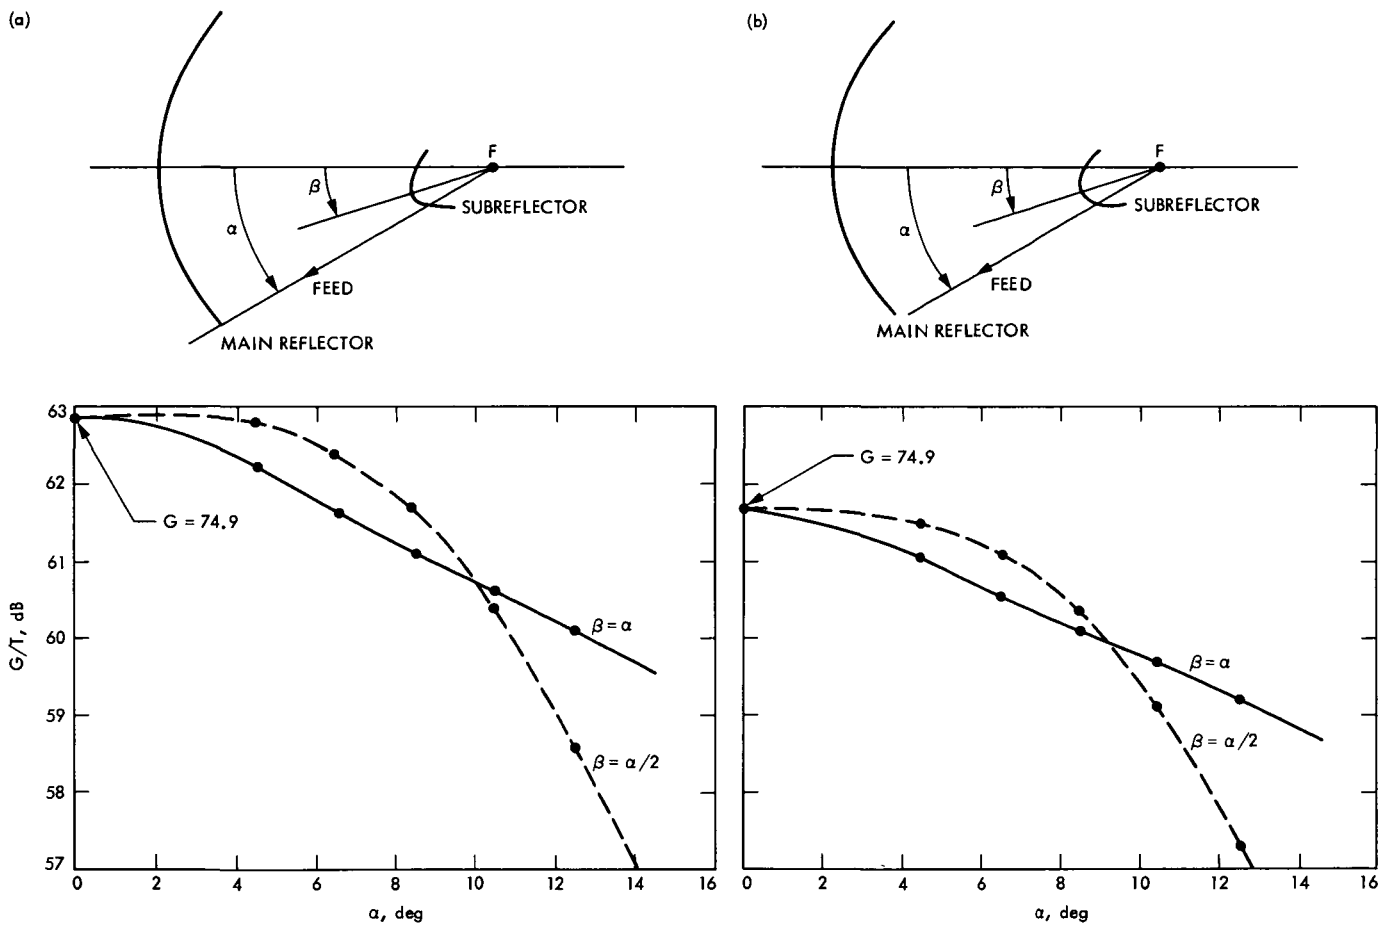 (a)
F
β
α
SUBREFLECTOR
FEED
MAIN REFLECTOR
(b)
F
β
α
SUBREFLECTOR
FEED
MAIN REFLECTOR
G/T, dB
63
62
61
60
59
58
57
G = 74.9
β = α
β = α/2
0 2 4 6 8 10 12 14 16
α, deg
G = 74.9
β = α
β = α/2
0 2 4 6 8 10 12 14 16
α, deg